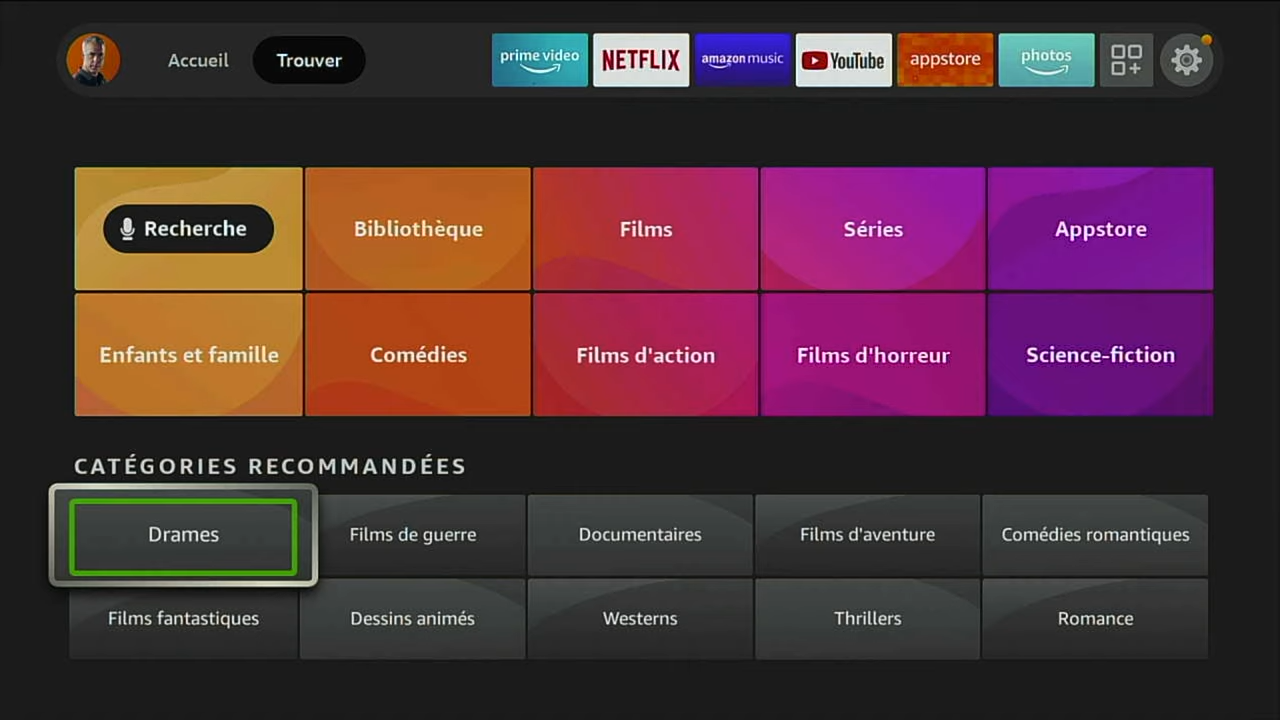 Accueil
Trouver
prime video
NETFLIX
amazon music
YouTube
appstore
photos
Recherche
Bibliothèque
Films
Séries
Appstore
Enfants et famille
Comédies
Films d'action
Films d'horreur
Science-fiction
CATÉGORIES RECOMMANDÉES
Drames
Films de guerre
Documentaires
Films d'aventure
Comédies romantiques
Films fantastiques
Dessins animés
Westerns
Thrillers
Romance